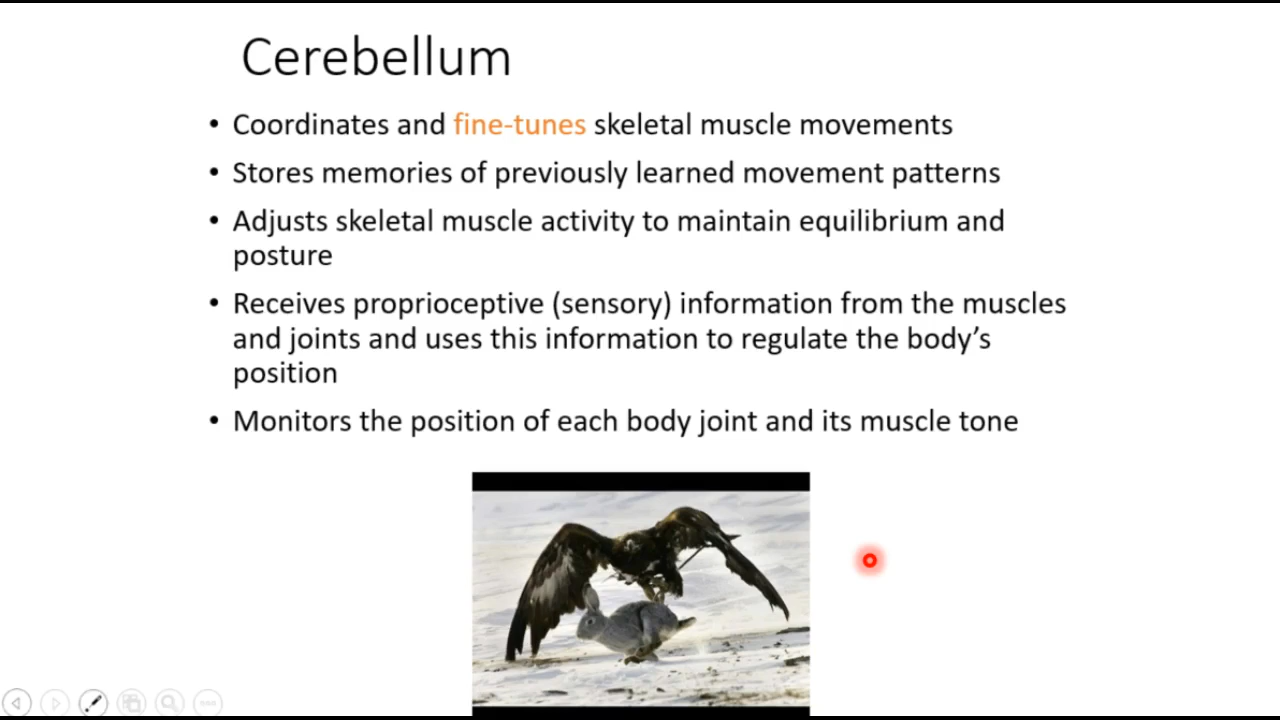 Cerebellum
• Coordinates and fine-tunes skeletal muscle movements
• Stores memories of previously learned movement patterns
• Adjusts skeletal muscle activity to maintain equilibrium and
posture
• Receives proprioceptive (sensory) information from the muscles
and joints and uses this information to regulate the body’s
position
• Monitors the position of each body joint and its muscle tone